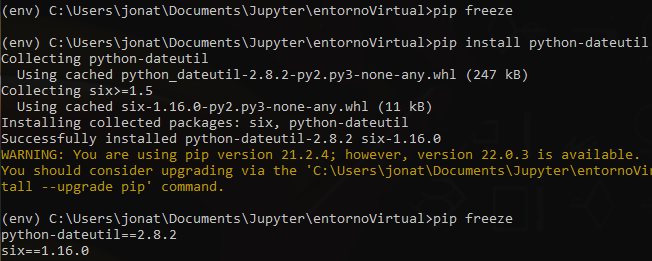 (env) C:\Users\jonat\Documents\Jupyter\entornoVirtual>pip freeze
(env) C:\Users\jonat\Documents\Jupyter\entornoVirtual>pip install python-dateutil
Collecting python-dateutil
  Using cached python_dateutil-2.8.2-py2.py3-none-any.whl (247 kB)
Collecting six>=1.5
  Using cached six-1.16.0-py2.py3-none-any.whl (11 kB)
Installing collected packages: six, python-dateutil
Successfully installed python-dateutil-2.8.2 six-1.16.0
WARNING: You are using pip version 21.2.4; however, version 22.0.3 is available.
You should consider upgrading via the 'C:\Users\jonat\Documents\Jupyter\entornoVir
tall --upgrade pip' command.
(env) C:\Users\jonat\Documents\Jupyter\entornoVirtual>pip freeze
python-dateutil==2.8.2
six==1.16.0